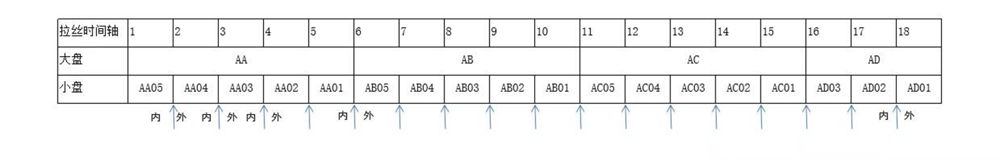 拉丝时间轴 1 2 3 4 5 6 7 8 9 10 11 12 13 14 15 16 17 18
大盘 AA AB AC AD
小盘 AA05 AA04 AA03 AA02 AA01 AB05 AB04 AB03 AB02 AB01 AC05 AC04 AC03 AC02 AC01 AD03 AD02 AD01
内 外 内 外 内 外 内 外 内 外